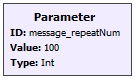 Parameter
ID: message_repeatNum
Value: 100
Type: Int